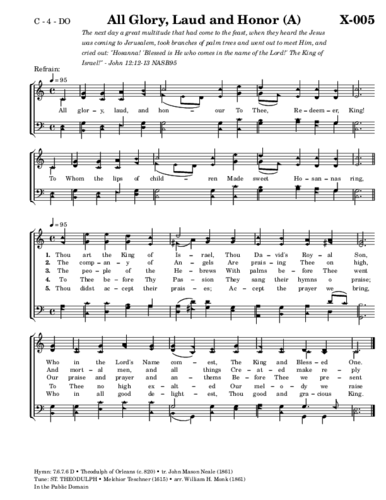 C - 4 - DO
All Glory, Laud and Honor (A)
X-005
The next day a great multitude that had come to the feast, when they heard the Jesus
was coming to Jerusalem, took branches of palm trees and went out to meet Him, and
cried out: "Hosanna! 'Blessed is He who comes in the name of the Lord!' The King of
Israel!" - John 12:12-13 NASB95
Refrain:
= 95
All glor-y, laud, and hon - our To Thee, Re-deem-er, King!
To Whom the lips of child - ren Made sweet Ho-san-nas ring,
= 95
1. Thou art the King of Is - rael, Thou Da-vid's Roy-al Son,
2. The comp-an-y of An - gels Are prais-ing Thee on high,
3. The peo-ple of the He - brews With palms be-fore Thee went
4. To Thee be-fore Thy Pas - sion They sang their hymns o praise;
5. Thou didst ac-cept their prais - es; Ac-cept the prayer we bring,
Who in the Lord's Name com - est, The King and Bless-ed One.
And mort-al men, and all things Cre-at-ed make re-ply
Our praise and prayer and an - thems Be-fore Thee we pre-sent
To Thee no high ex-alt - ed Our mel-o-dy we raise
Who in all good de-light - est, Thou good and gra-cious King.
Hymn: 7.6.7.6 D • Theodulph of Orleans (c. 820) • tr. John Mason Neale (1861)
Tune: ST. THEODULPH • Melchior Teschner (1615) • arr. William H. Monk (1861)
In the Public Domain